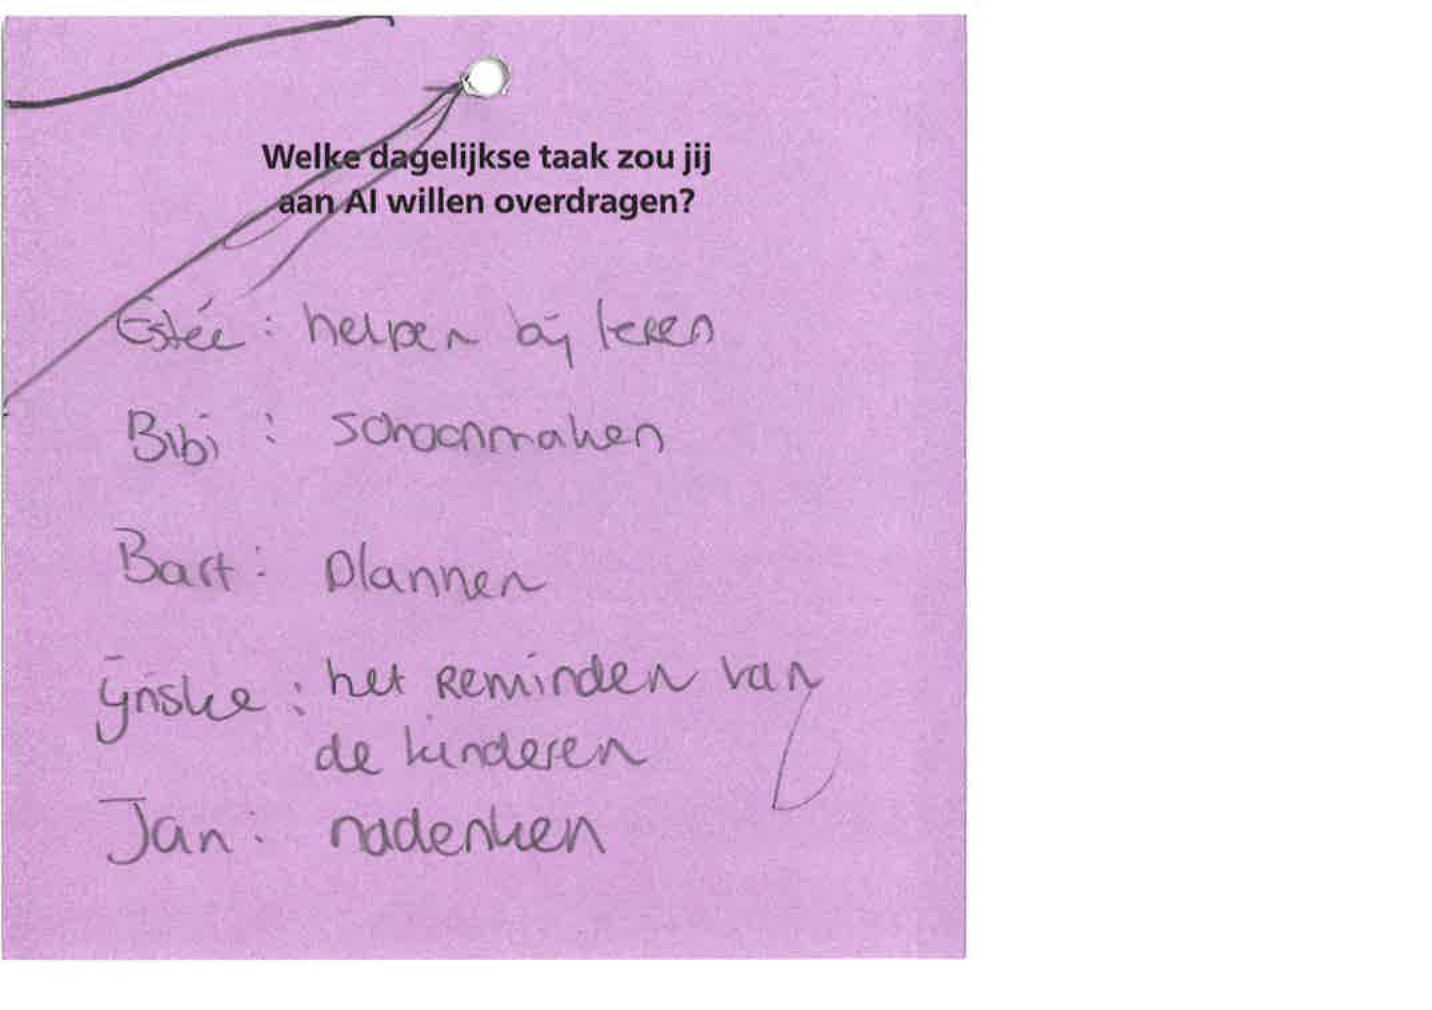 Welke dagelijkse taak zou jij
aan AI willen overdragen?
Estée: helpen bij leren
Bibi: schoonmaken
Bart: plannen
Ynske: het reminden van
de kinderen
Jan: nadenken